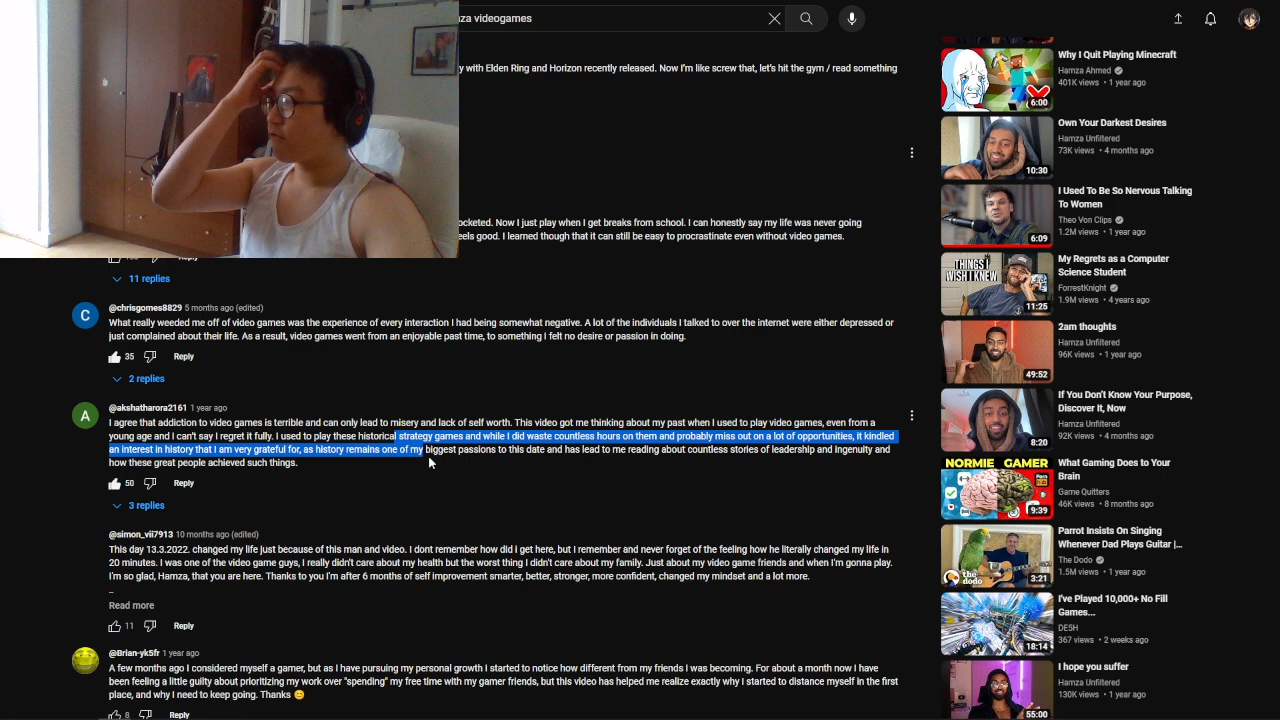 nza videogames
y with Elden Ring and Horizon recently released. Now I'm like screw that, let's hit the gym / read something
ocketed. Now I just play when I get breaks from school. I can honestly say my life was never going
eels good. I learned though that it can still be easy to procrastinate even without video games.
Reply
11 replies
C
@chrisgomes8829 5 months ago (edited)
What really weeded me off of video games was the experience of every interaction I had being somewhat negative. A lot of the individuals I talked to over the internet were either depressed or
just complained about their life. As a result, video games went from an enjoyable past time, to something I felt no desire or passion in doing.
35 Reply
2 replies
A
@akshatharora2161 1 year ago
I agree that addiction to video games is terrible and can only lead to misery and lack of self worth. This video got me thinking about my past when I used to play video games, even from a
young age and I can't say I regret it fully. I used to play these historical strategy games and while I did waste countless hours on them and probably miss out on a lot of opportunities, it kindled
an interest in history that I am very grateful for, as history remains one of my biggest passions to this date and has lead to me reading about countless stories of leadership and ingenuity and
how these great people achieved such things.
50 Reply
3 replies
@simon_vii7913 10 months ago (edited)
This day 13.3.2022. changed my life just because of this man and video. I dont remember how did i get here, but I remember and never forget of the feeling how he literally changed my life in
20 minutes. I was one of the video game guys, I really didn't care about my health but the worst thing I didn't care about my family. Just about my video game friends and when I'm gonna play.
I'm so glad, Hamza, that you are here. Thanks to you I'm after 6 months of self improvement smarter, better, stronger, more confident, changed my mindset and a lot more.
–
Read more
11 Reply
@Brian-yk5fr 1 year ago
A few months ago I considered myself a gamer, but as I have pursuing my personal growth I started to notice how different from my friends I was becoming. For about a month now I have
been feeling a little guilty about prioritizing my work over "spending" my free time with my gamer friends, but this video has helped me realize exactly why I started to distance myself in the first
place, and why I need to keep going. Thanks 😊
8 Reply
6:00
Why I Quit Playing Minecraft
Hamza Ahmed
401K views • 1 year ago
10:30
Own Your Darkest Desires
Hamza Unfiltered
73K views • 4 months ago
6:09
I Used To Be So Nervous Talking
To Women
Theo Von Clips
1.2M views • 1 year ago
THINGS I
WISH I KNEW
11:25
My Regrets as a Computer
Science Student
ForrestKnight
1.9M views • 4 years ago
49:52
2am thoughts
Hamza Unfiltered
96K views • 1 year ago
8:20
If You Don't Know Your Purpose,
Discover It, Now
Hamza Unfiltered
92K views • 4 months ago
NORMIE GAMER
9:39
What Gaming Does to Your
Brain
Game Quitters
46K views • 8 months ago
the dodo
3:21
Parrot Insists On Singing
Whenever Dad Plays Guitar |...
The Dodo
1.5M views • 1 year ago
18:14
I've Played 10,000+ No Fill
Games...
DE5H
367 views • 2 weeks ago
55:00
I hope you suffer
Hamza Unfiltered
130K views • 1 year ago